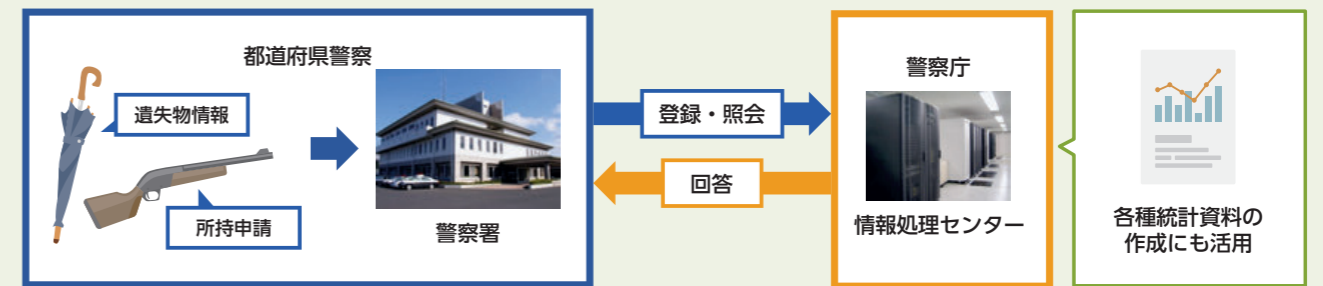 都道府県警察
遺失物情報
所持申請
警察署
登録・照会
回答
警察庁
情報処理センター
各種統計資料の
作成にも活用